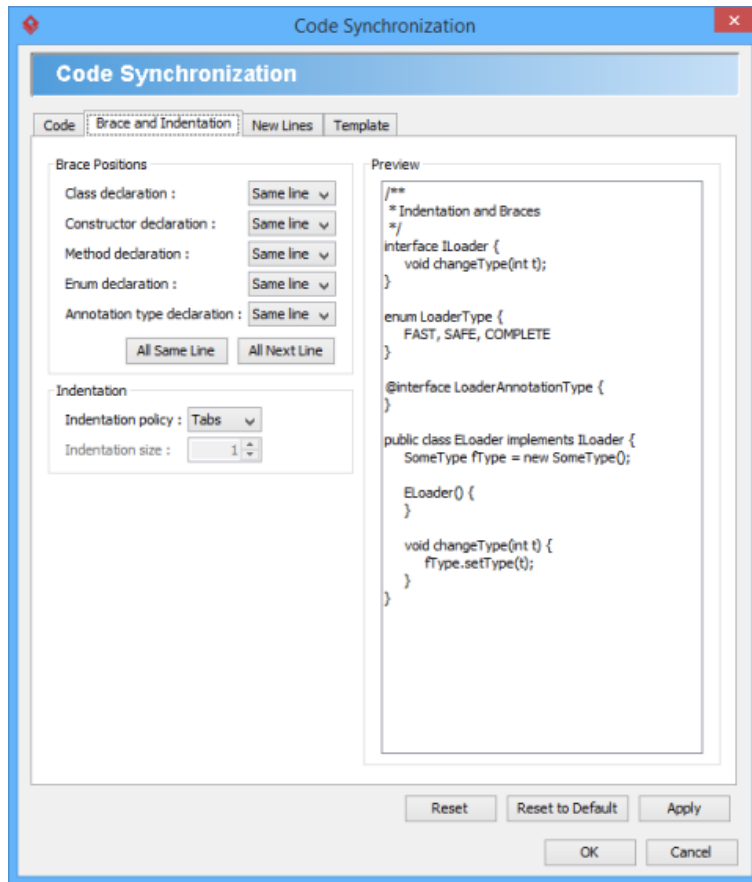 Code Synchronization
Code Synchronization
Code
Brace and Indentation
New Lines
Template
Brace Positions
Class declaration : Same line
Constructor declaration : Same line
Method declaration : Same line
Enum declaration : Same line
Annotation type declaration : Same line
All Same Line
All Next Line
Indentation
Indentation policy : Tabs
Indentation size : 1
Preview
/**
* Indentation and Braces
*/
interface ILoader {
void changeType(int t);
}
enum LoaderType {
FAST, SAFE, COMPLETE
}
@interface LoaderAnnotationType {
}
public class ELoader implements ILoader {
SomeType fType = new SomeType();
ELoader() {
}
void changeType(int t) {
fType.setType(t);
}
}
Reset
Reset to Default
Apply
OK
Cancel